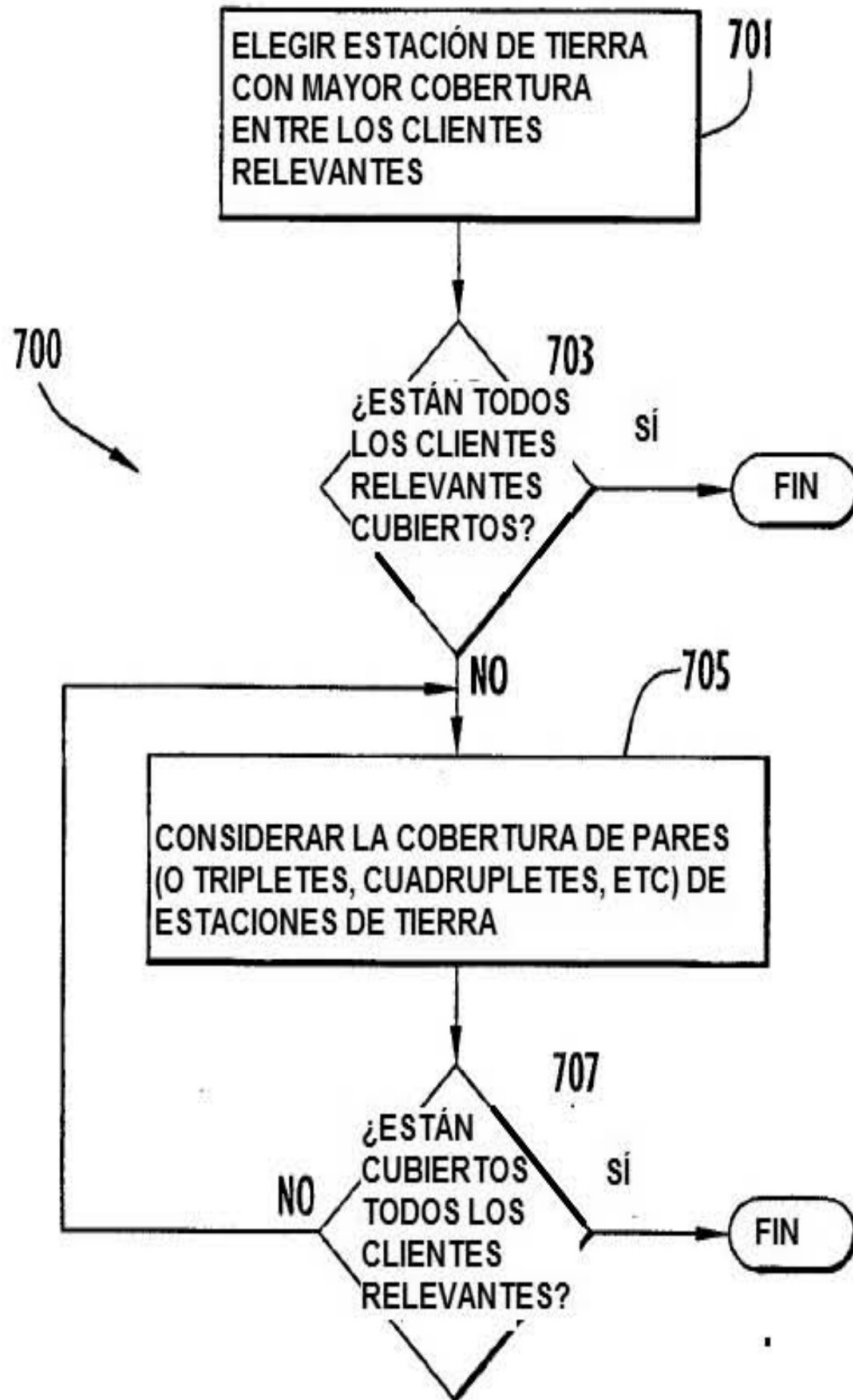 ELEGIR ESTACIÓN DE TIERRA
CON MAYOR COBERTURA
ENTRE LOS CLIENTES
RELEVANTES
701
700
703
¿ESTÁN TODOS
LOS CLIENTES
RELEVANTES
CUBIERTOS?
SÍ
FIN
NO
705
CONSIDERAR LA COBERTURA DE PARES
(O TRIPLETES, CUADRUPLETES, ETC) DE
ESTACIONES DE TIERRA
707
¿ESTÁN
CUBIERTOS
TODOS LOS
CLIENTES
RELEVANTES?
NO
SÍ
FIN